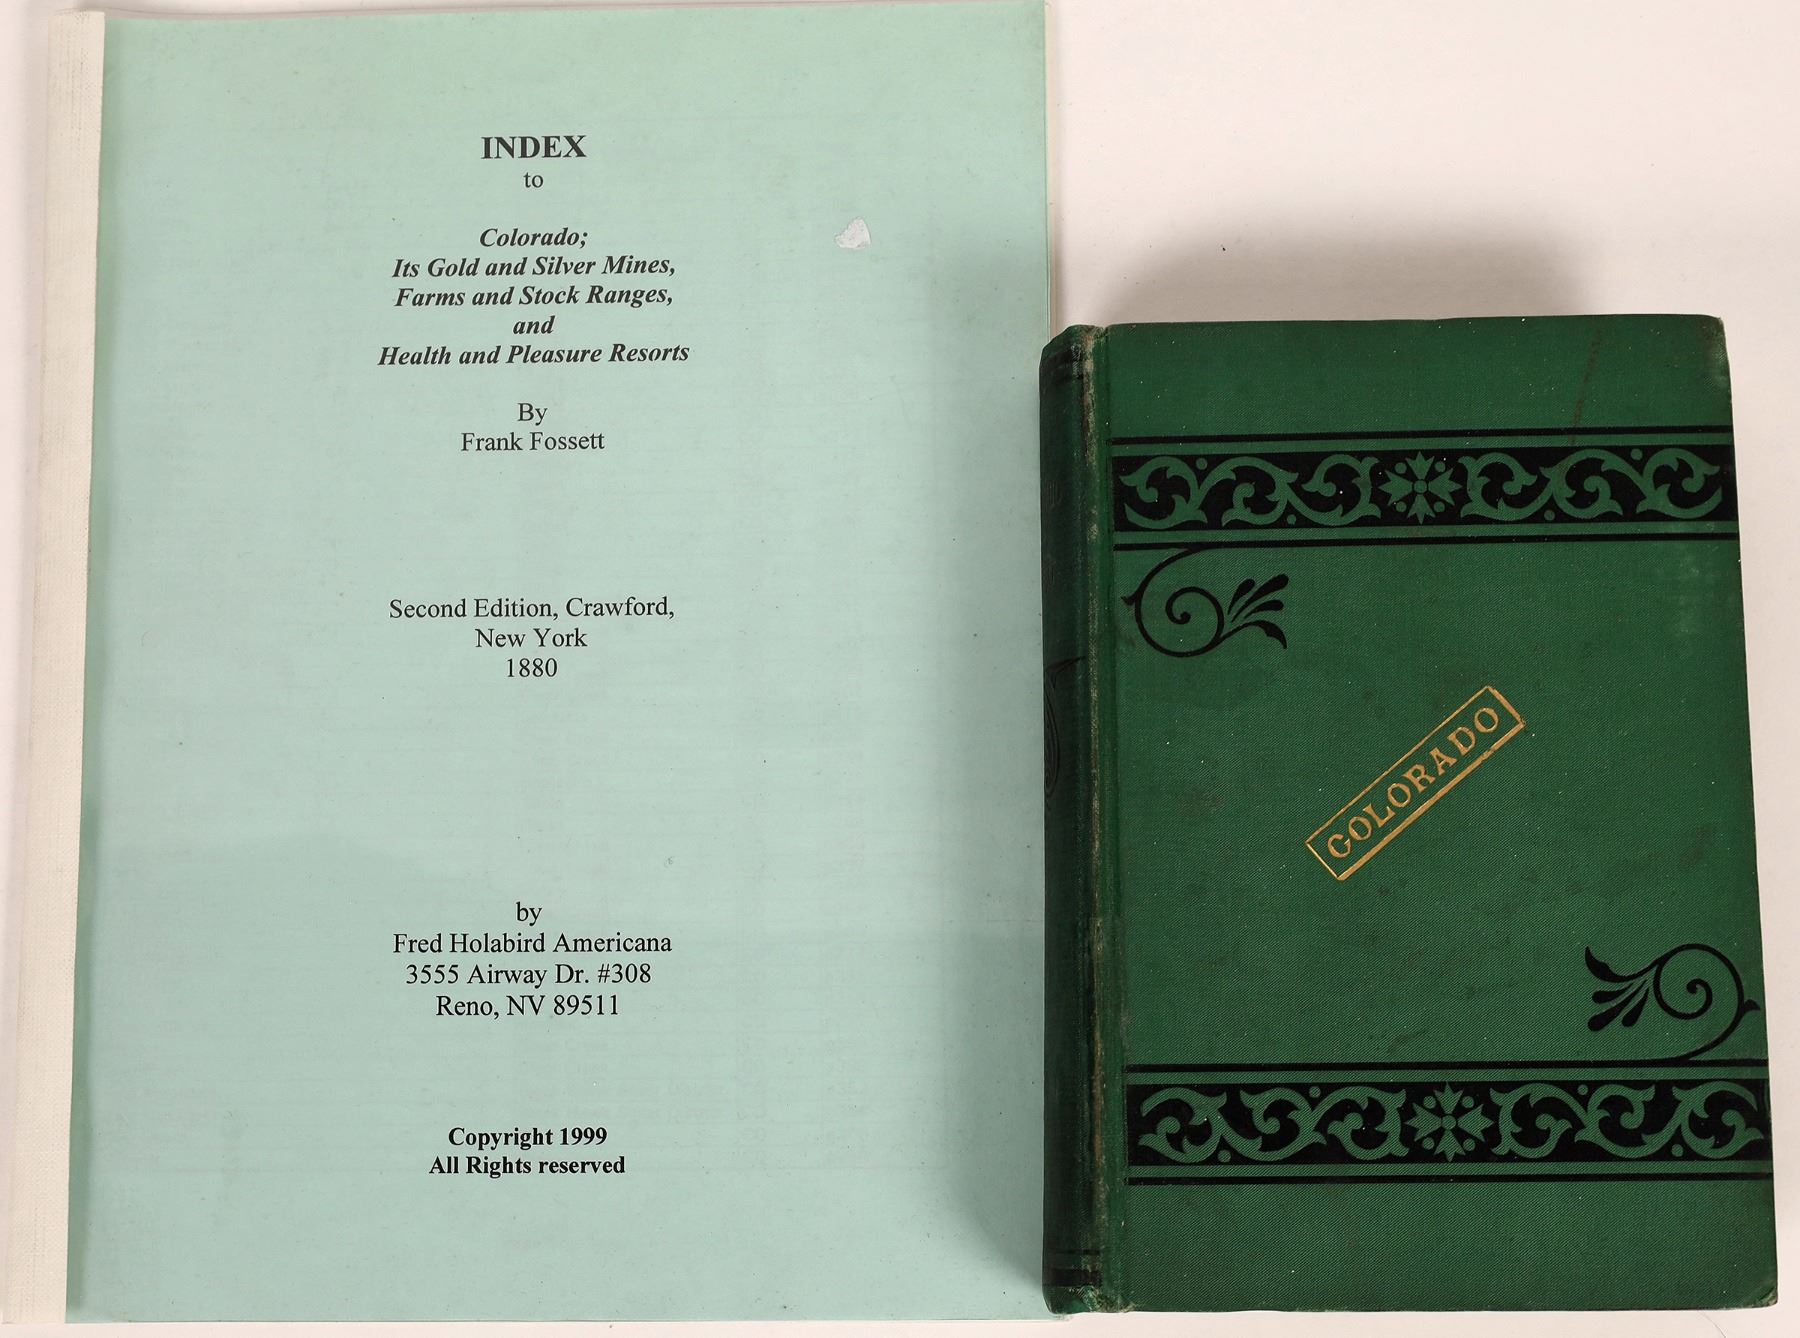 INDEX
to
Colorado;
Its Gold and Silver Mines,
Farms and Stock Ranges,
and
Health and Pleasure Resorts
By
Frank Fossett
Second Edition, Crawford,
New York
1880
by
Fred Holabird Americana
3555 Airway Dr. #308
Reno, NV 89511
Copyright 1999
All Rights reserved
COLORADO